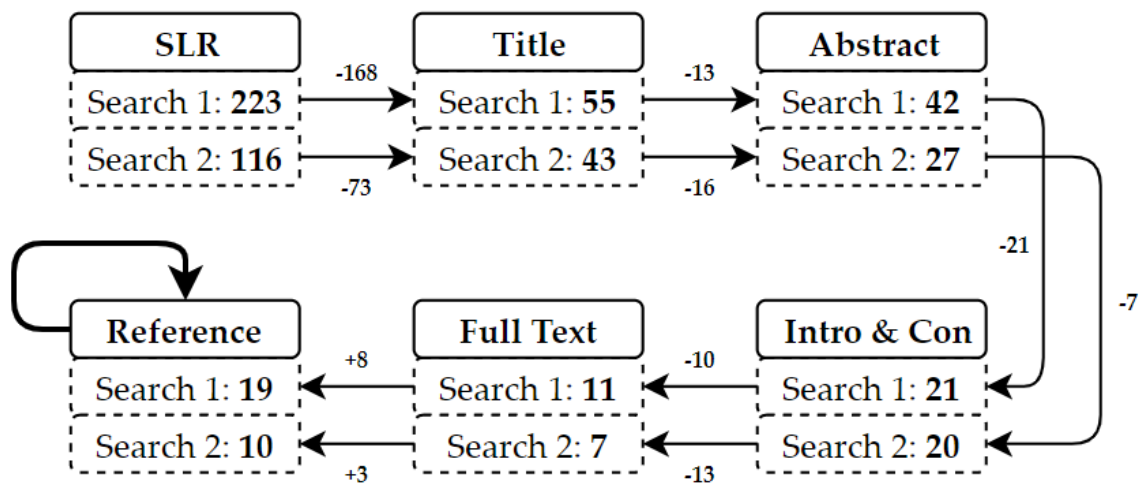 SLR
Title
Abstract
-168
-13
Search 1: 223
Search 1: 55
Search 1: 42
Search 2: 116
Search 2: 43
Search 2: 27
-73
-16
-21
-7
Reference
Full Text
Intro & Con
+8
-10
Search 1: 19
Search 1: 11
Search 1: 21
Search 2: 10
Search 2: 7
Search 2: 20
+3
-13